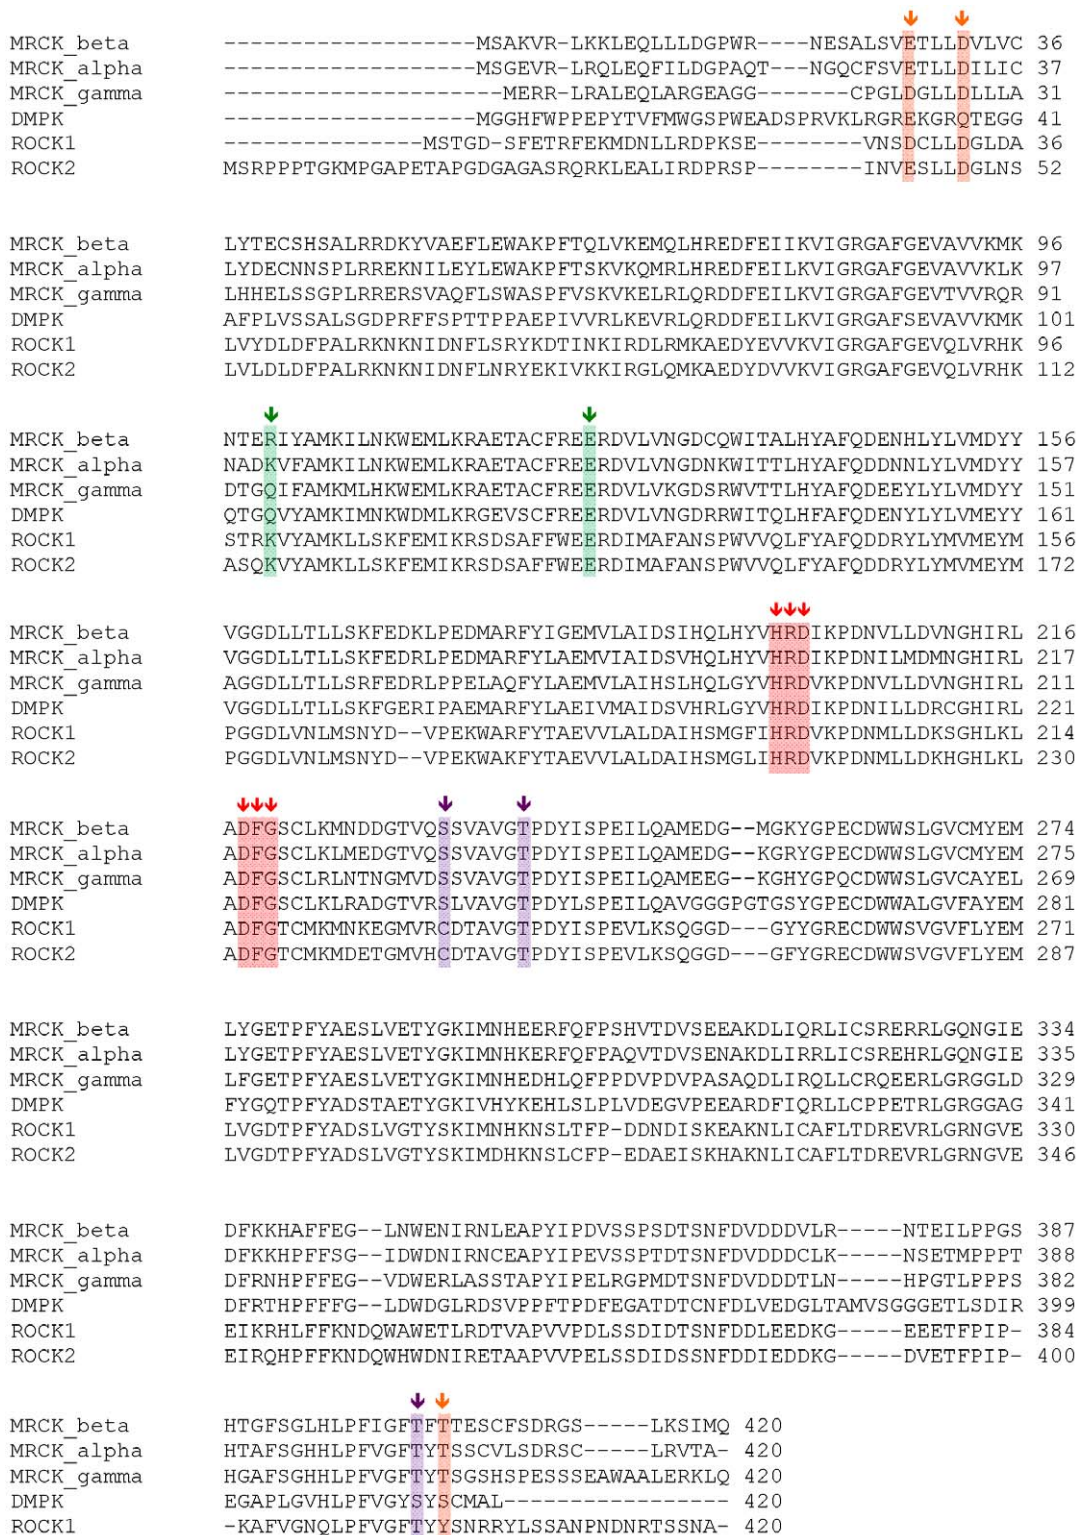 MRCK_beta ------------------MSAKVR-LKKLEQLLLDGPWR----NESALSVETLLDVLVC 36
MRCK_alpha ------------------MSGEVR-LRQLEQFILDGPAQT---NGQCFSVETLLDILIC 37
MRCK_gamma --------------------MERR-LRALEQLARGEAGG-------CPGLDGLLDLLLA 31
DMPK ------------------MGGHFWPPEPYTVFMWGSPWEADSPRVKLRGREKGRQTEGG 41
ROCK1 --------------MSTGD-SFETRFEKMDNLLRDPKSE--------VNSDCLLDGLDA 36
ROCK2 MSRPPPTGKMPGAPETAPGDGAGASRQRKLEALIRDPRSP--------INVESLLDGLNS 52
MRCK_beta LYTECSHSALRRDKYVAEFLEWAKPFTQLVKEMQLHREDFEIIKVIGRGAFGEVAVVKMK 96
MRCK_alpha LYDECNNSPLRREKNILEYLEWAKPFTSKVKQMRLHREDFEILKVIGRGAFGEVAVVKLK 97
MRCK_gamma LHHELSSGPLRRERSVAQFLSWASPFVSKVKELRLQRDDFEILKVIGRGAFGEVTVVRQR 91
DMPK AFPLVSSALSGDPRFFSPTTPPAEPIVVRLKEVRLQRDDFEILKVIGRGAFSEVAVVKMK 101
ROCK1 LVYDLDFPALRKNKNIDNFLSRYKDTINKIRDLRMKAEDYEVVKVIGRGAFGEVQLVRHK 96
ROCK2 LVLDLDFPALRKNKNIDNFLNRYEKIVKKIRGLQMKAEDYDVVKVIGRGAFGEVQLVRHK 112
MRCK_beta NTERIYAMKILNKWEMLKRAETACFREERDVLVNGDCQWITALHYAFQDENHLYLVMDYY 156
MRCK_alpha NADKVFAMKILNKWEMLKRAETACFREERDVLVNGDNKWITTLHYAFQDDNNLYLVMDYY 157
MRCK_gamma DTGQIFAMKMLHKWEMLKRAETACFREERDVLVKGDSRWVTTLHYAFQDEEYLYLVMDYY 151
DMPK QTGQVYAMKIMNKWDMLKRGEVSCFREERDVLVNGDRRWITQLHFAFQDENYLYLVMEYY 161
ROCK1 STRKVYAMKLLSKFEMIKRSDSAFFWEERDIMAFANSPWVVQLFYAFQDDRYLYMVMEYM 156
ROCK2 ASQKVYAMKLLSKFEMIKRSDSAFFWEERDIMAFANSPWVVQLFYAFQDDRYLYMVMEYM 172
MRCK_beta VGGDLLTLLSKFEDKLPEDMARFYIGEMVLAIDSIHQLHYVHRDIKPDNVLLDVNGHIRL 216
MRCK_alpha VGGDLLTLLSKFEDRLPEDMARFYLAEMVIAIDSVHQLHYVHRDIKPDNILMDMNGHIRL 217
MRCK_gamma AGGDLLTLLSRFEDRLPPELAQFYLAEMVLAIHSLHQLGYVHRDVKPDNVLLDVNGHIRL 211
DMPK VGGDLLTLLSKFGERIPAEMARFYLAEIVMAIDSVHRLGYVHRDIKPDNILLDRCGHIRL 221
ROCK1 PGGDLVNLMSNYD--VPEKWARFYTAEVVLALDAIHSMGFIHRDVKPDNMLLDKSGHLKL 214
ROCK2 PGGDLVNLMSNYD--VPEKWAKFYTAEVVLALDAIHSMGLIHRDVKPDNMLLDKHGHLKL 230
MRCK_beta ADFGSCLKMNDDGTVQSSVAVGTPDYISPEILQAMEDG--MGKYGPECDWWSLGVCMYEM 274
MRCK_alpha ADFGSCLKLMEDGTVQSSVAVGTPDYISPEILQAMEDG--KGRYGPECDWWSLGVCMYEM 275
MRCK_gamma ADFGSCLRLNTNGMVDSSVAVGTPDYISPEILQAMEEG--KGHYGPQCDWWSLGVCAYEL 269
DMPK ADFGSCLKLRADGTVRSLVAVGTPDYLSPEILQAVGGGPGTGSYGPECDWWALGVFAYEM 281
ROCK1 ADFGTCMKMNKEGMVRCDTAVGTPDYISPEVLKSQGGD---GYYGRECDWWSVGVFLYEM 271
ROCK2 ADFGTCMKMDETGMVHCDTAVGTPDYISPEVLKSQGGD---GFYGRECDWWSVGVFLYEM 287
MRCK_beta LYGETPFYAESLVETYGKIMNHEERFQFPSHVTDVSEEAKDLIQRLICSRERRLGQNGIE 334
MRCK_alpha LYGETPFYAESLVETYGKIMNHKERFQFPAQVTDVSENAKDLIRRLICSREHRLGQNGIE 335
MRCK_gamma LFGETPFYAESLVETYGKIMNHEDHLQFPPDVPDVPASAQDLIRQLLCRQEERLGRGGLD 329
DMPK FYGQTPFYADSTAETYGKIVHYKEHLSLPLVDEGVPEEARDFIQRLLCPPETRLGRGGAG 341
ROCK1 LVGDTPFYADSLVGTYSKIMNHKNSLTFP-DDNDISKEAKNLICAFLTDREVRLGRNGVE 330
ROCK2 LVGDTPFYADSLVGTYSKIMDHKNSLCFP-EDAEISKHAKNLICAFLTDREVRLGRNGVE 346
MRCK_beta DFKKHAFFEG--LNWENIRNLEAPYIPDVSSPSDTSNFDVDDDVLR-----NTEILPPGS 387
MRCK_alpha DFKKHPFFSG--IDWDNIRNCEAPYIPEVSSPTDTSNFDVDDDCLK-----NSETMPPPT 388
MRCK_gamma DFRNHPFFEG--VDWERLASSTAPYIPELRGPMDTSNFDVDDDTLN-----HPGTLPPPS 382
DMPK DFRTHPFFFG--LDWDGLRDSVPPFTPDFEGATDTCNFDLVEDGLTAMVSGGGETLSDIR 399
ROCK1 EIKRHLFFKNDQWAWETLRDTVAPVVPDLSSDIDTSNFDDLEEDKG-----EEETFPIP- 384
ROCK2 EIRQHPFFKNDQWHWDNIRETAAPVVPELSSDIDSSNFDDIEDDKG-----DVETFPIP- 400
MRCK_beta HTGFSGLHLPFIGFTFTTESCFSDRGS-----LKSIMQ 420
MRCK_alpha HTAFSGHHLPFVGFTYTSSCVLSDRSC-----LRVTA- 420
MRCK_gamma HGAFSGHHLPFVGFTYTSGSHSPESSSEAWAALERKLQ 420
DMPK EGAPLGVHLPFVGYSYSCMAL----------------- 420
ROCK1 -KAFVGNQLPFVGFTYYSNRRYLSSANPNDNRTSSNA- 420